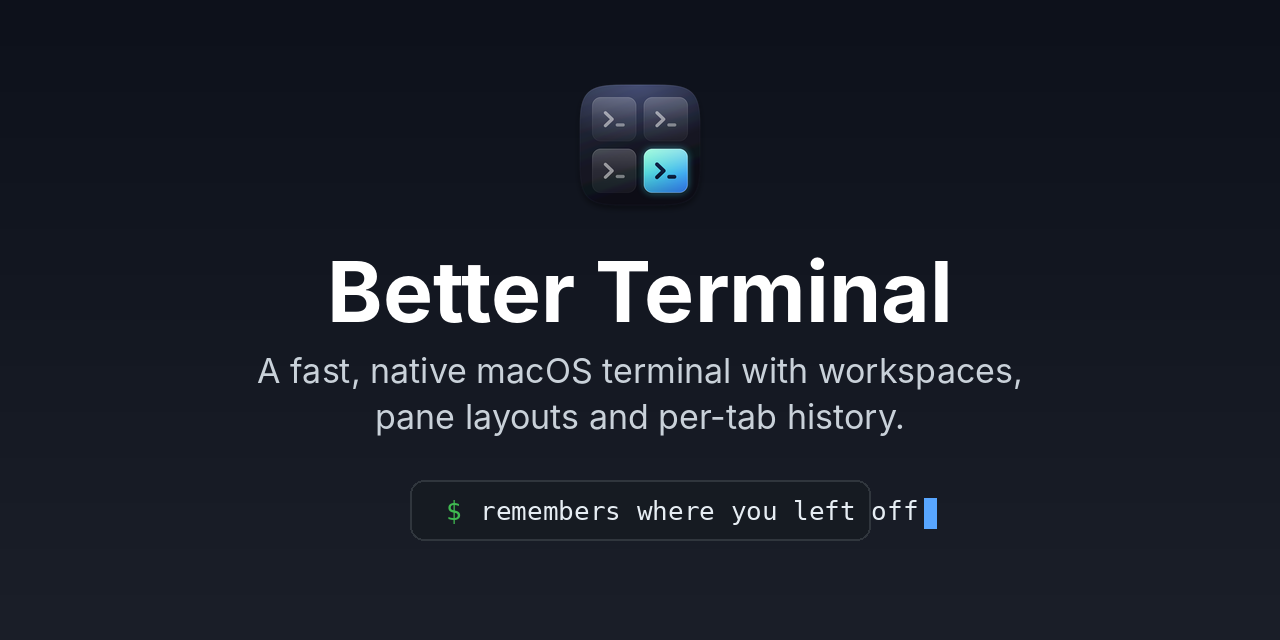 Better Terminal
A fast, native macOS terminal with workspaces,
pane layouts and per-tab history.
$ remembers where you left off